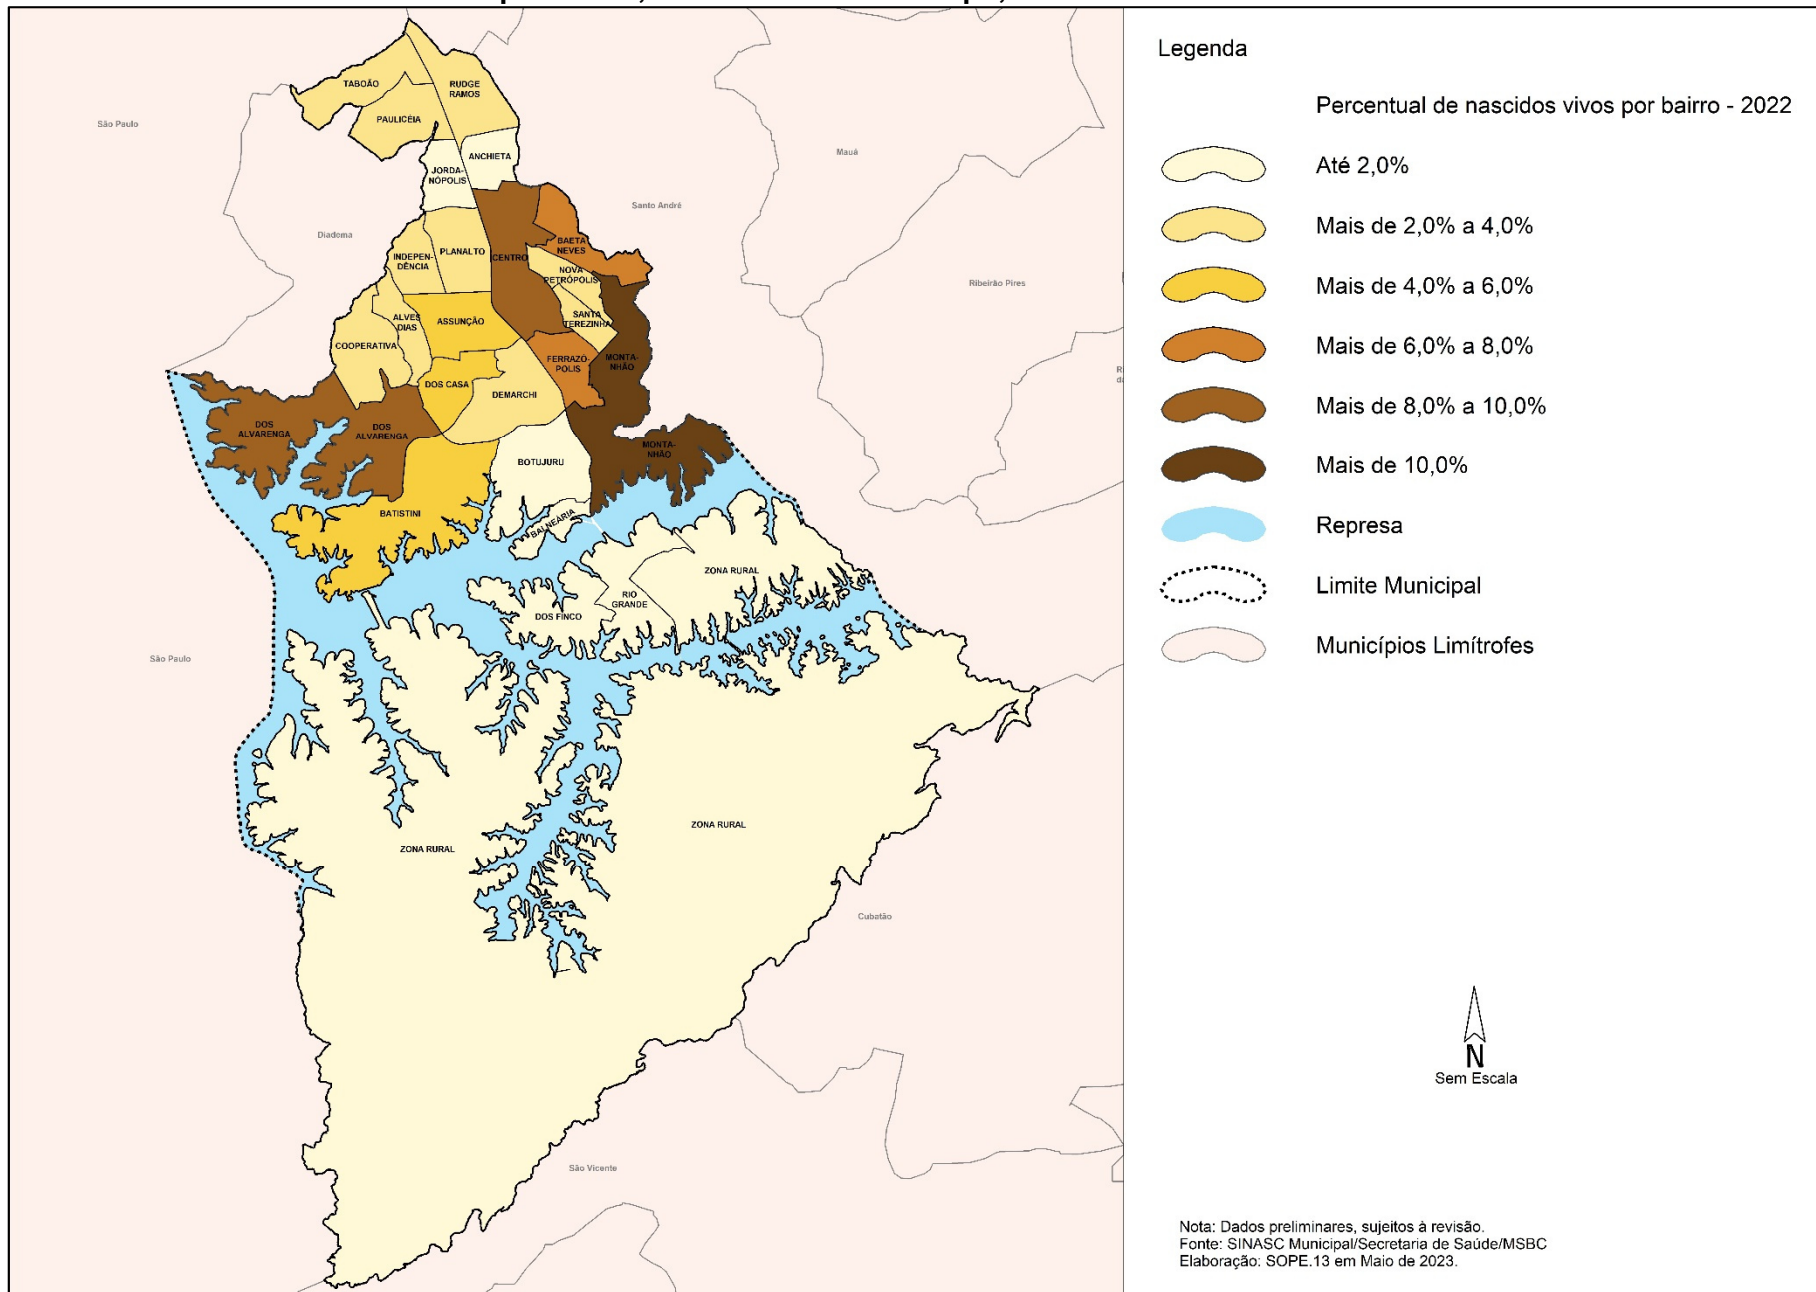 Legenda
Percentual de nascidos vivos por bairro - 2022
Até 2,0%
Mais de 2,0% a 4,0%
Mais de 4,0% a 6,0%
Mais de 6,0% a 8,0%
Mais de 8,0% a 10,0%
Mais de 10,0%
Represa
Limite Municipal
Municípios Limítrofes
TABOÃO
RUDGE
RAMOS
PAULICÉIA
São Paulo
ANCHIETA
Mauá
JORDA-
NÓPOLIS
Santo André
Diadema
BAETA
NEVES
PLANALTO
INDEPEN-
DÊNCIA
CENTRO
NOVA
PETRÓPOLIS
Ribeirão Pires
ALVES
DIAS
ASSUNÇÃO
SANTA
TEREZINHA
COOPERATIVA
FERRAZÓ-
POLIS
MONTA-
NHÃO
DOS CASA
DEMARCHI
DOS
ALVARENGA
DOS
ALVARENGA
MONTA-
NHÃO
BOTUJURU
BATISTINI
BALNEÁRIA
ZONA RURAL
RIO
GRANDE
DOS FINCO
São Paulo
ZONA RURAL
ZONA RURAL
Cubatão
São Vicente
N
Sem Escala
Nota: Dados preliminares, sujeitos à revisão.
Fonte: SINASC Municipal/Secretaria de Saúde/MSBC
Elaboração: SOPE.13 em Maio de 2023.